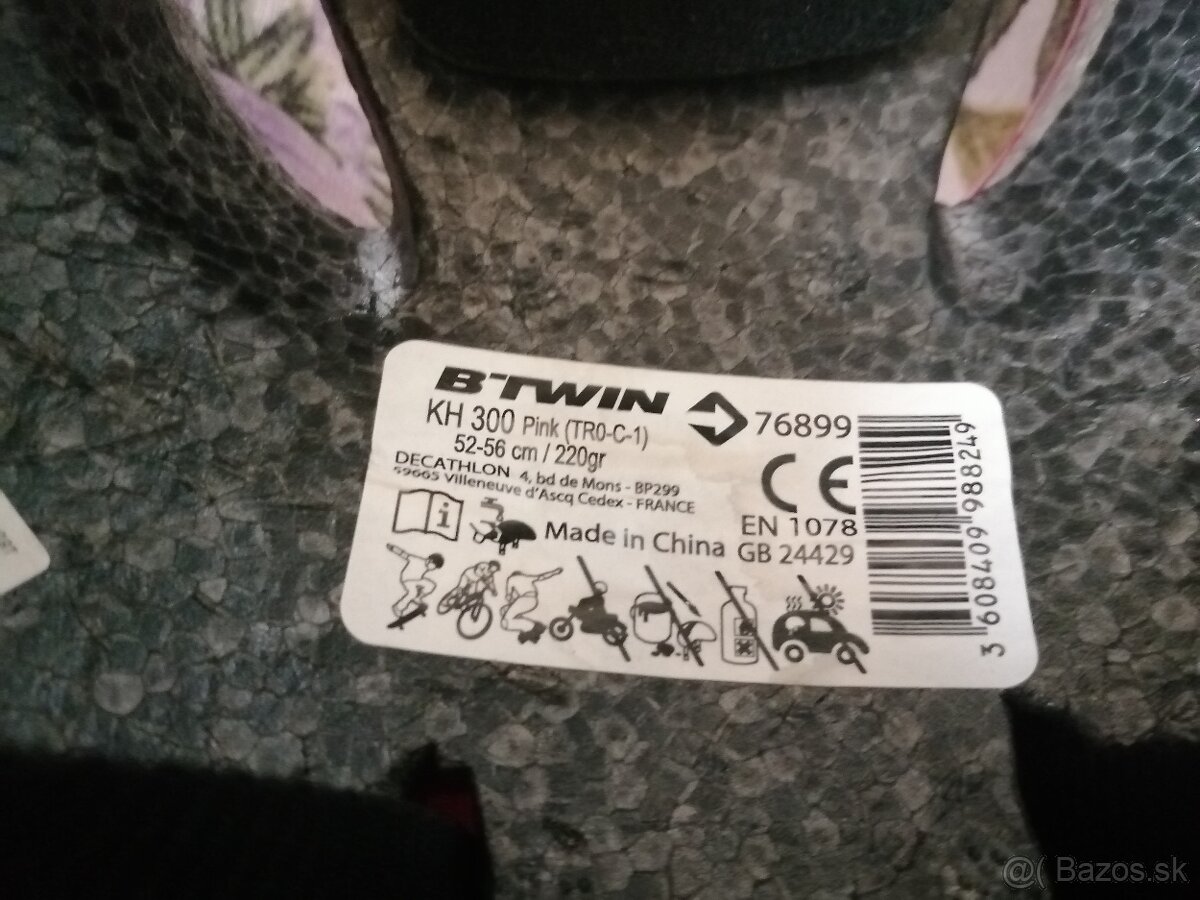 B'TWIN
KH 300 Pink (TR0-C-1)
52-56 cm / 220gr
DECATHLON 4, bd de Mons - BP299
59665 Villeneuve d'Ascq Cedex - FRANCE
Made in China
76899
CE
EN 1078
GB 24429
3 608409 988249
@( Bazos.sk